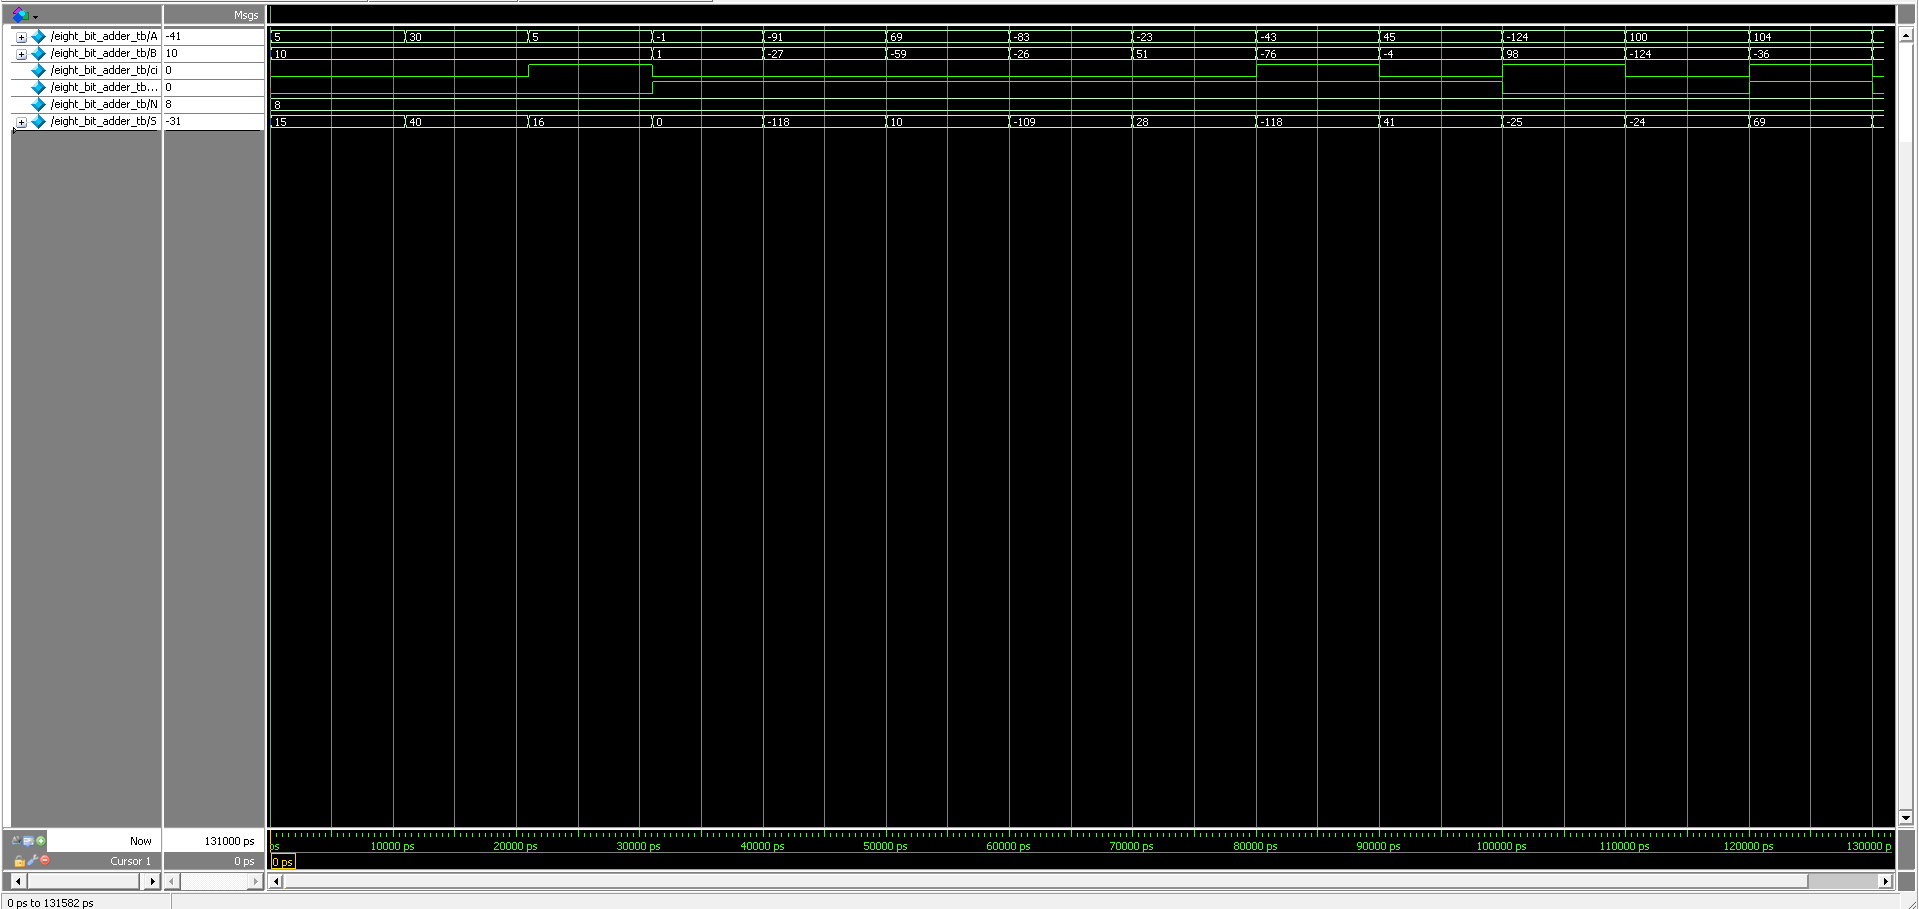 Msgs
/eight_bit_adder_tb/A -41 5 30 5 -1 -91 69 -83 -23 -43 45 -124 100 104
/eight_bit_adder_tb/B 10 10 1 -27 -59 -26 51 -76 -4 98 -124 -36
/eight_bit_adder_tb/ci 0
/eight_bit_adder_tb... 0
/eight_bit_adder_tb/N 8 8
/eight_bit_adder_tb/S -31 15 40 16 0 -118 10 -109 28 -118 41 -25 -24 69
Now 131000 ps ps 10000 ps 20000 ps 30000 ps 40000 ps 50000 ps 60000 ps 70000 ps 80000 ps 90000 ps 100000 ps 110000 ps 120000 ps 130000 p
Cursor 1 0 ps 0 ps
0 ps to 131582 ps